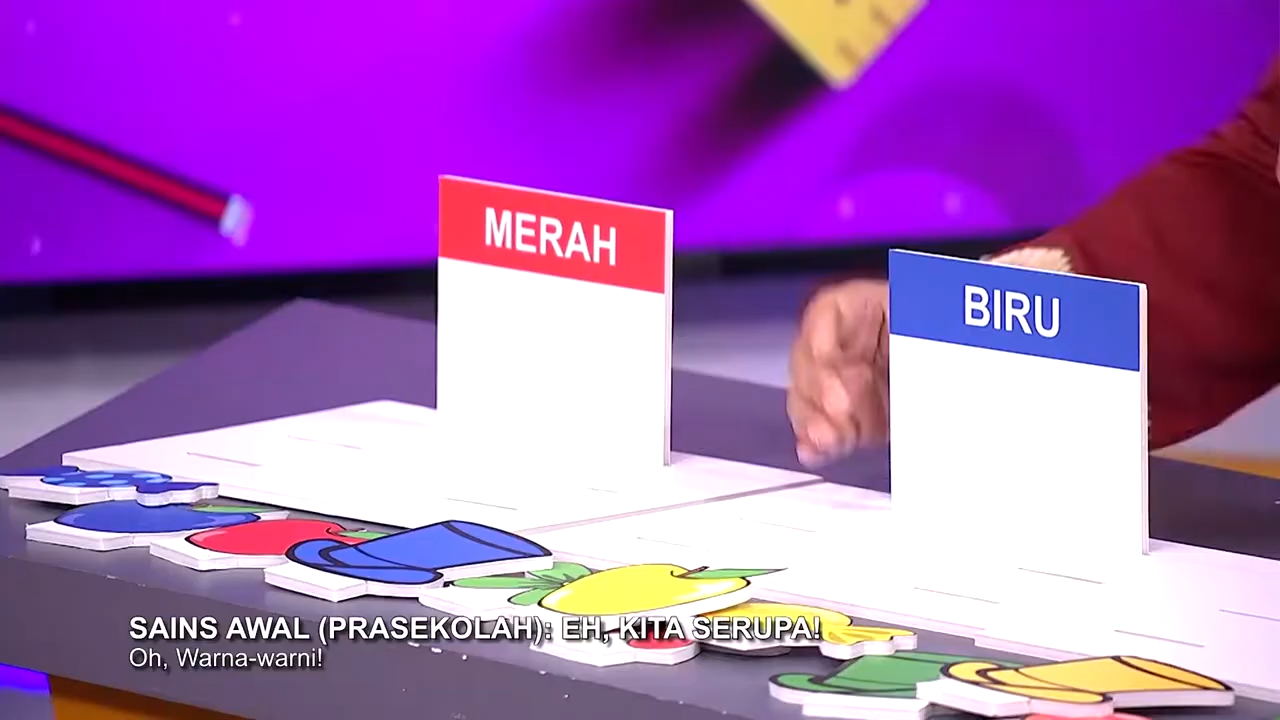 MERAH
BIRU
SAINS AWAL (PRASEKOLAH): EH, KITA SERUPA!
Oh, Warna-warni!